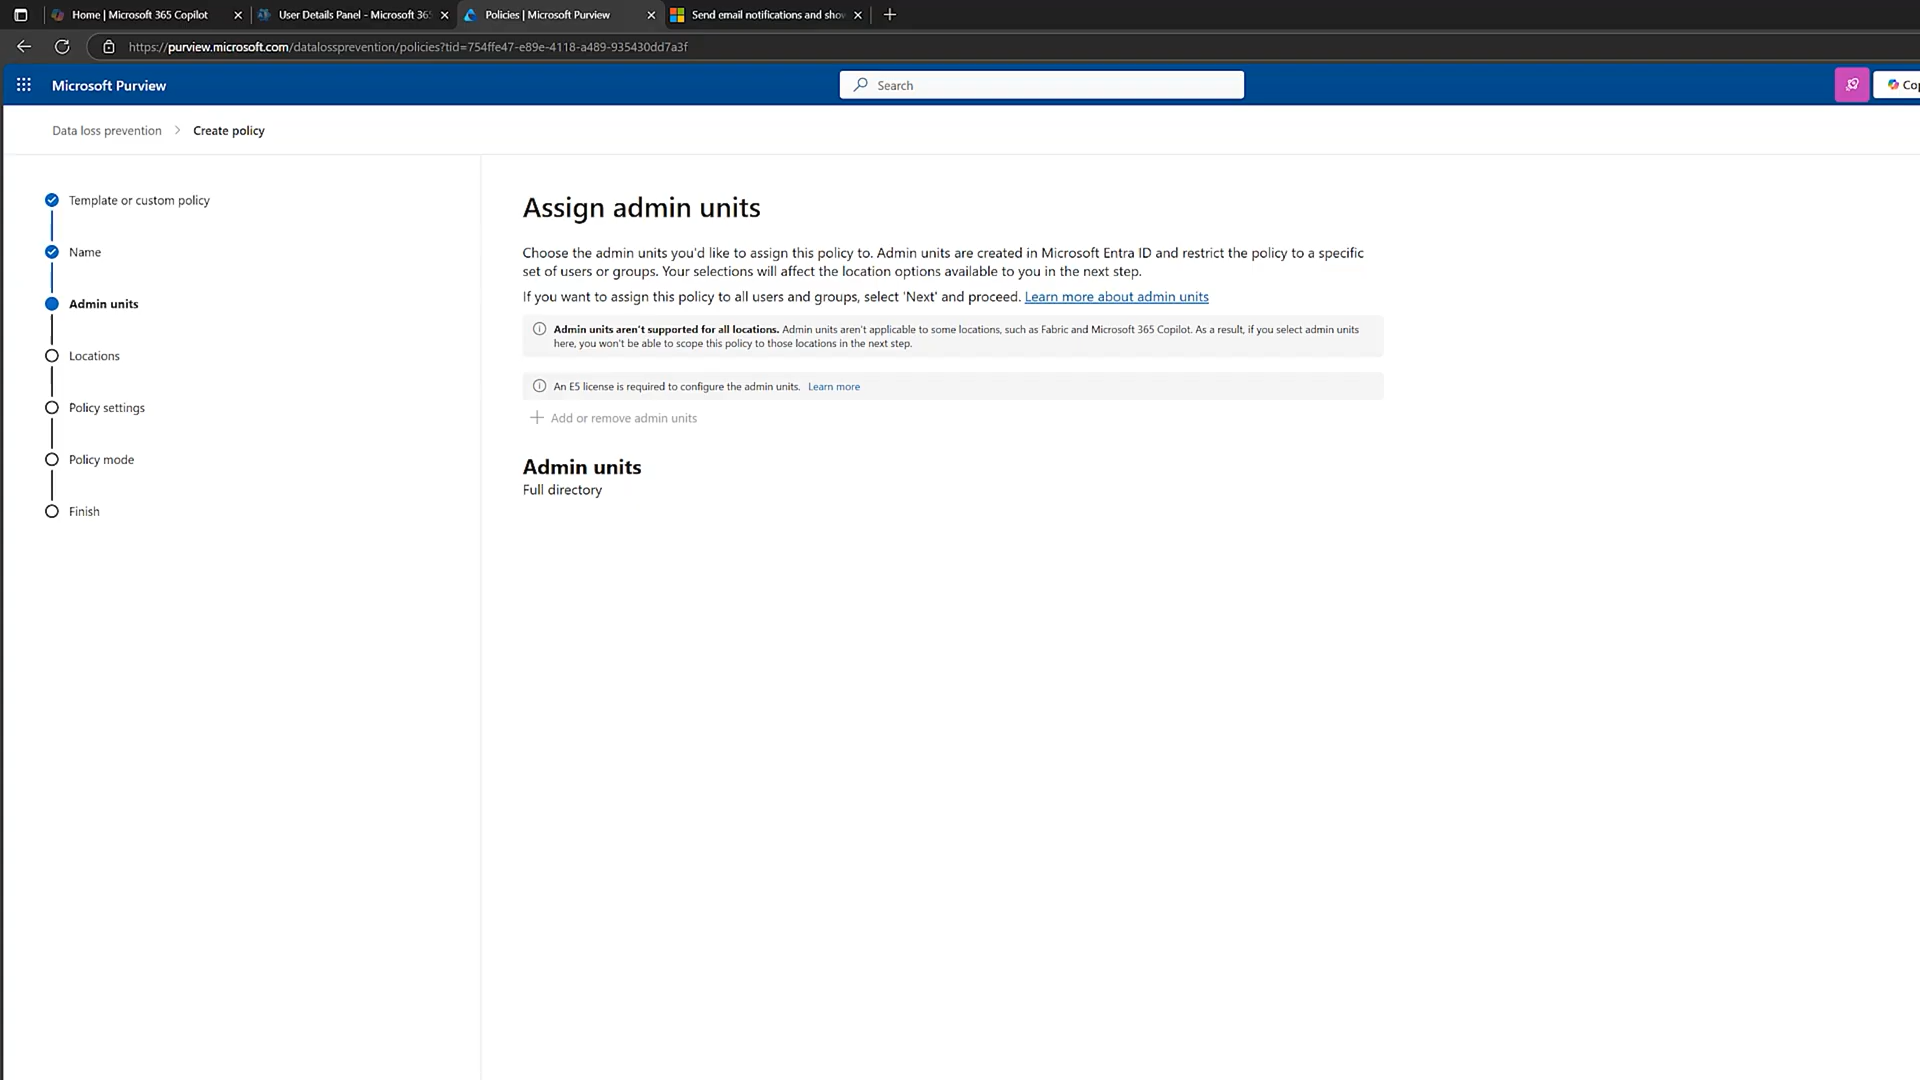 Home | Microsoft 365 Copilot
User Details Panel - Microsoft 365
Policies | Microsoft Purview
Send email notifications and show
https://purview.microsoft.com/datalossprevention/policies?tid=754ffe47-e89e-4118-a489-935430dd7a3f
Microsoft Purview
Search
Cop
Data loss prevention
Create policy
Template or custom policy
Name
Admin units
Locations
Policy settings
Policy mode
Finish
Assign admin units
Choose the admin units you'd like to assign this policy to. Admin units are created in Microsoft Entra ID and restrict the policy to a specific
set of users or groups. Your selections will affect the location options available to you in the next step.
If you want to assign this policy to all users and groups, select 'Next' and proceed. Learn more about admin units
Admin units aren't supported for all locations. Admin units aren't applicable to some locations, such as Fabric and Microsoft 365 Copilot. As a result, if you select admin units
here, you won't be able to scope this policy to those locations in the next step.
An E5 license is required to configure the admin units. Learn more
Add or remove admin units
Admin units
Full directory